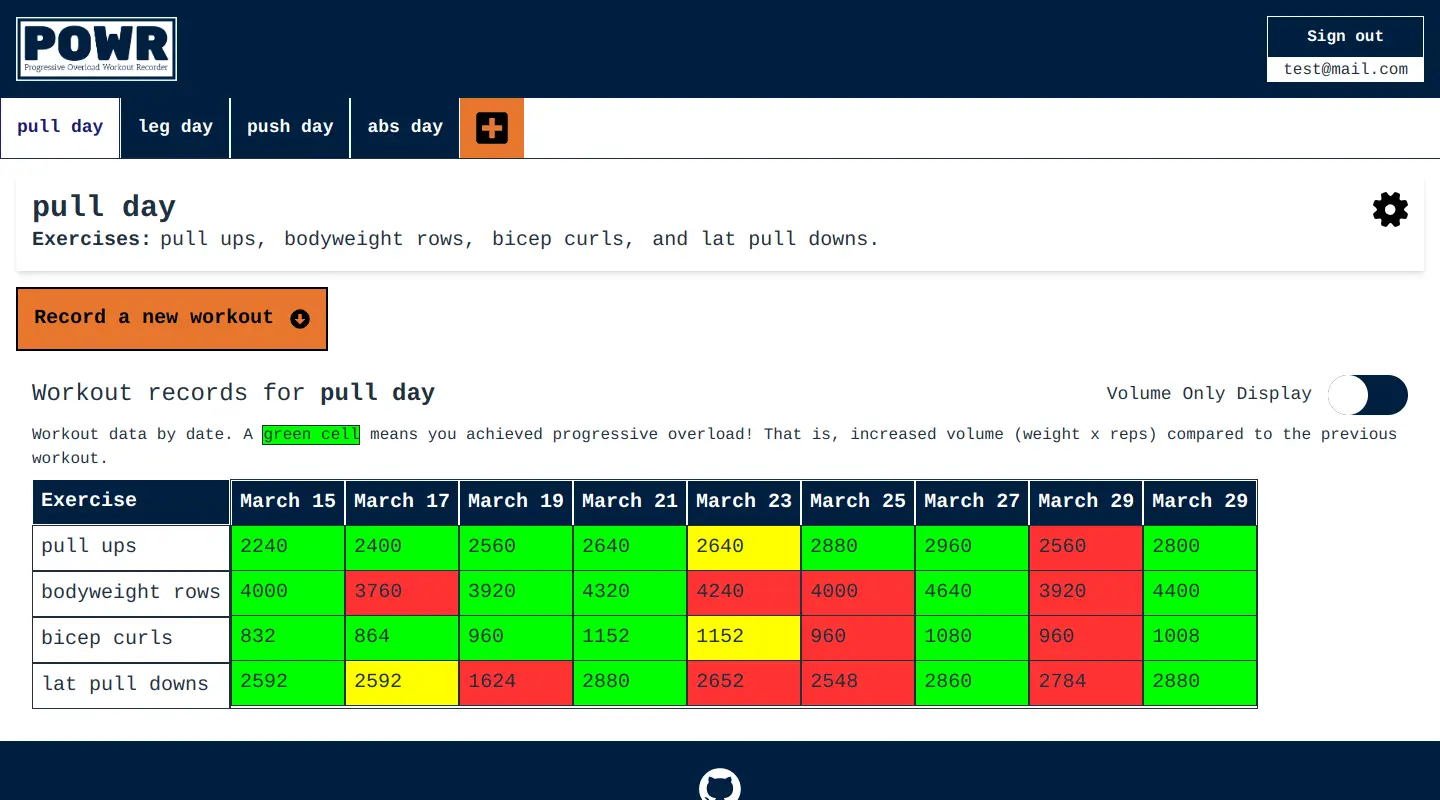 POWR
Progressive Overload Workout Recorder
Sign out
test@mail.com
pull day leg day push day abs day
pull day
Exercises: pull ups, bodyweight rows, bicep curls, and lat pull downs.
Record a new workout
Workout records for pull day Volume Only Display
Workout data by date. A green cell means you achieved progressive overload! That is, increased volume (weight x reps) compared to the previous
workout.
Exercise March 15 March 17 March 19 March 21 March 23 March 25 March 27 March 29 March 29
pull ups 2240 2400 2560 2640 2640 2880 2960 2560 2800
bodyweight rows 4000 3760 3920 4320 4240 4000 4640 3920 4400
bicep curls 832 864 960 1152 1152 960 1080 960 1008
lat pull downs 2592 2592 1624 2880 2652 2548 2860 2784 2880